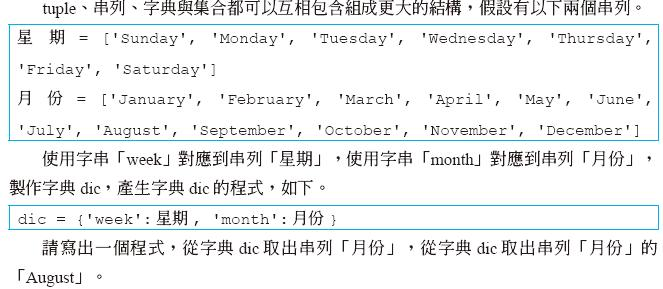 tuple、串列、字典與集合都可以互相包含組成更大的結構,假設有以下兩個串列。
星期 = ['Sunday', 'Monday', 'Tuesday', 'Wednesday', 'Thursday',
'Friday', 'Saturday']
月份 = ['January', 'February', 'March', 'April', 'May', 'June',
'July', 'August', 'September', 'October', 'November', 'December']
使用字串「week」對應到串列「星期」,使用字串「month」對應到串列「月份」,
製作字典 dic,產生字典 dic 的程式,如下。
dic = {'week':星期, 'month':月份}
請寫出一個程式,從字典 dic 取出串列「月份」,從字典 dic 取出串列「月份」的
「August」。